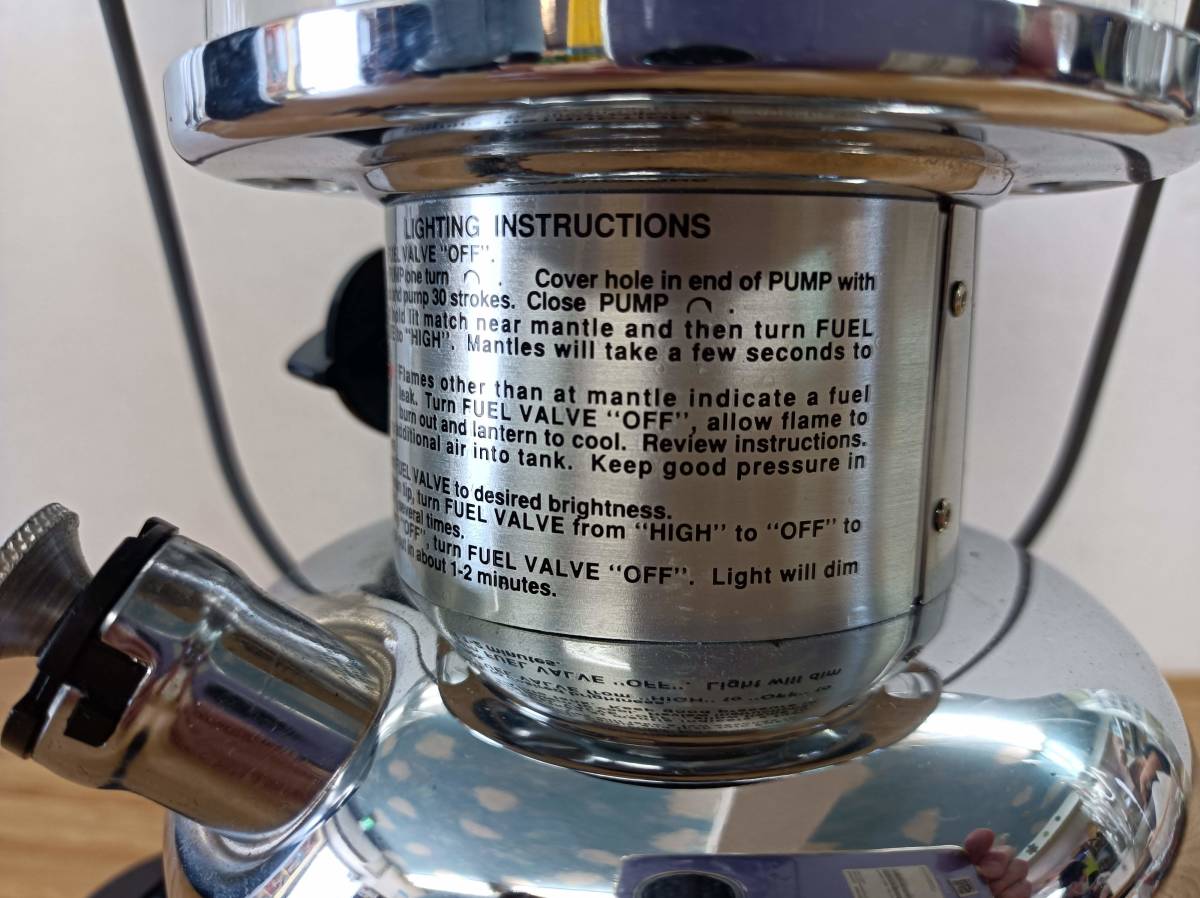 LIGHTING INSTRUCTIONS
VALVE "OFF".
one turn . Cover hole in end of PUMP with
pump 30 strokes. Close PUMP .
lit match near mantle and then turn FUEL
to "HIGH". Mantles will take a few seconds to
Flames other than at mantle indicate a fuel
leak. Turn FUEL VALVE "OFF", allow flame to
burn out and lantern to cool. Review instructions.
additional air into tank. Keep good pressure in
FUEL VALVE to desired brightness.
turn FUEL VALVE from "HIGH" to "OFF" to
several times.
"OFF", turn FUEL VALVE "OFF". Light will dim
in about 1-2 minutes.